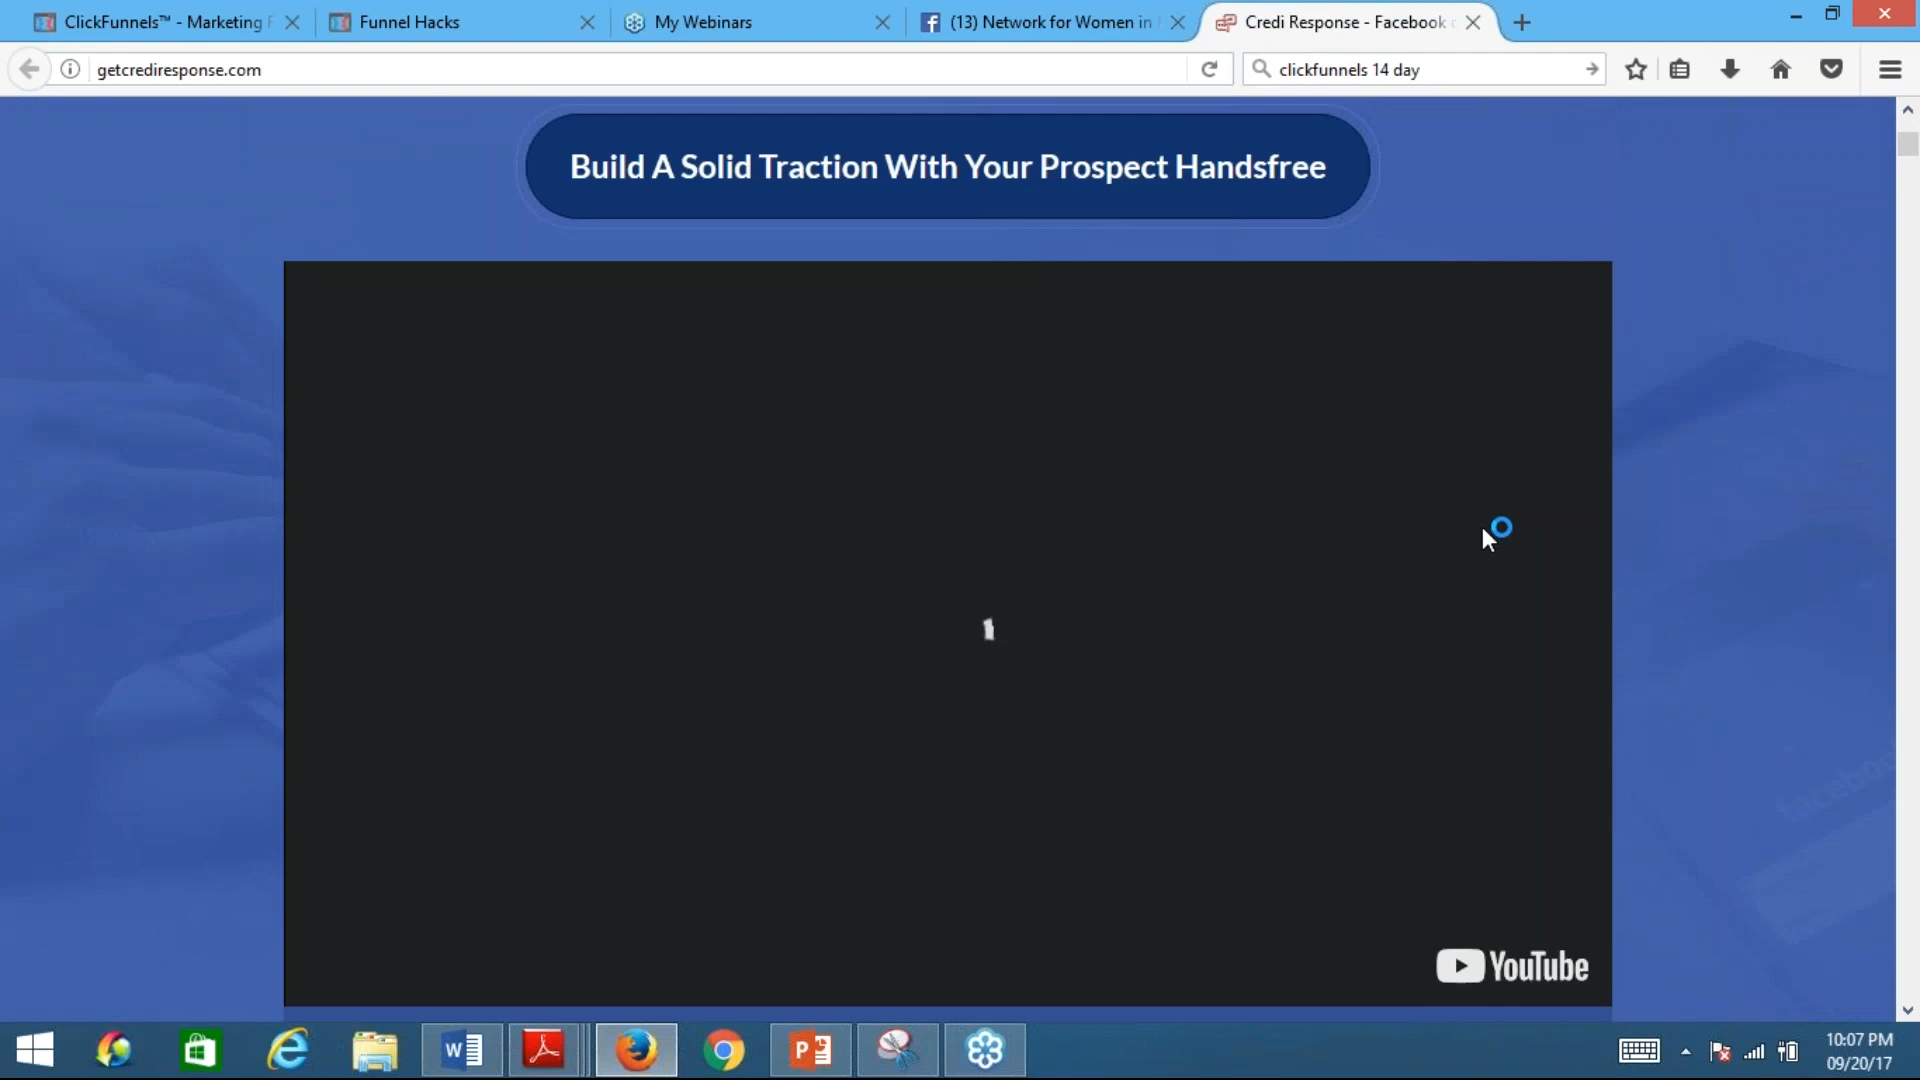 ClickFunnels™ - Marketing F
Funnel Hacks
My Webinars
(13) Network for Women in
Credi Response - Facebook
getcrediresponse.com
clickfunnels 14 day
Build A Solid Traction With Your Prospect Handsfree
YouTube
facebook
10:07 PM
09/20/17